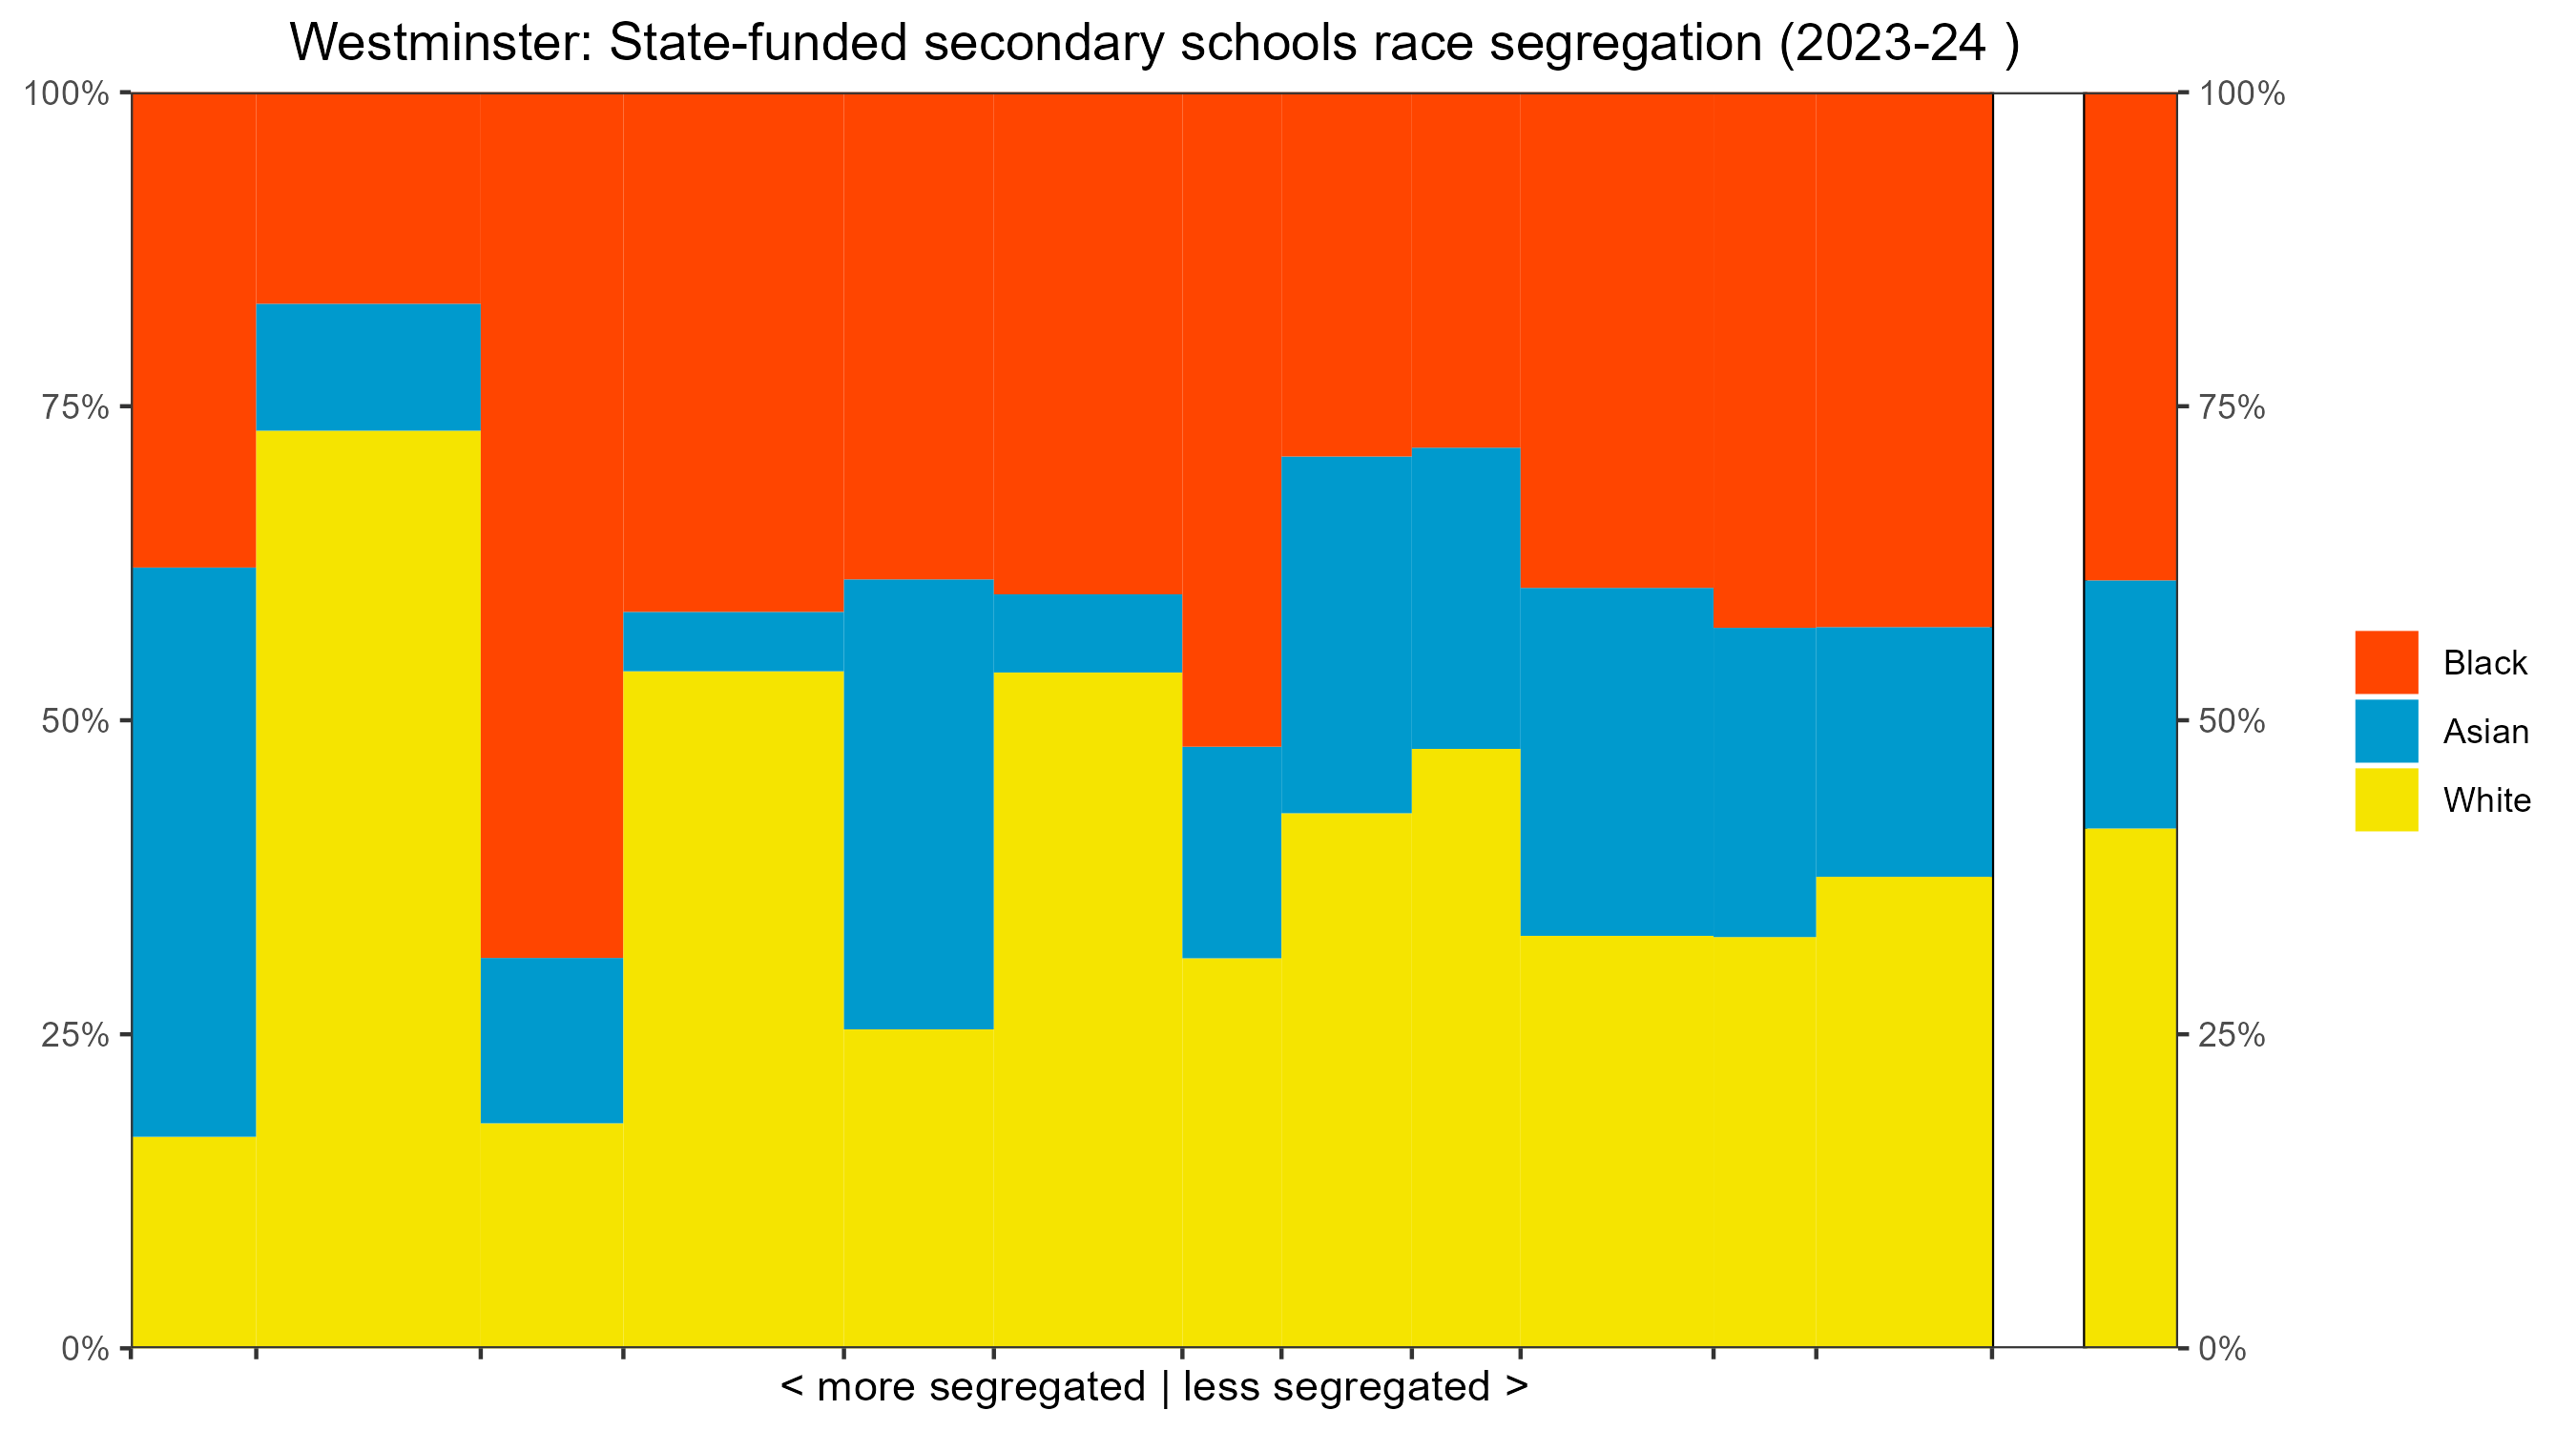 Westminster: State-funded secondary schools race segregation (2023-24 )
100%
100%
75%
75%
50%
50%
25%
25%
0%
0%
Black
Asian
White
< more segregated | less segregated >